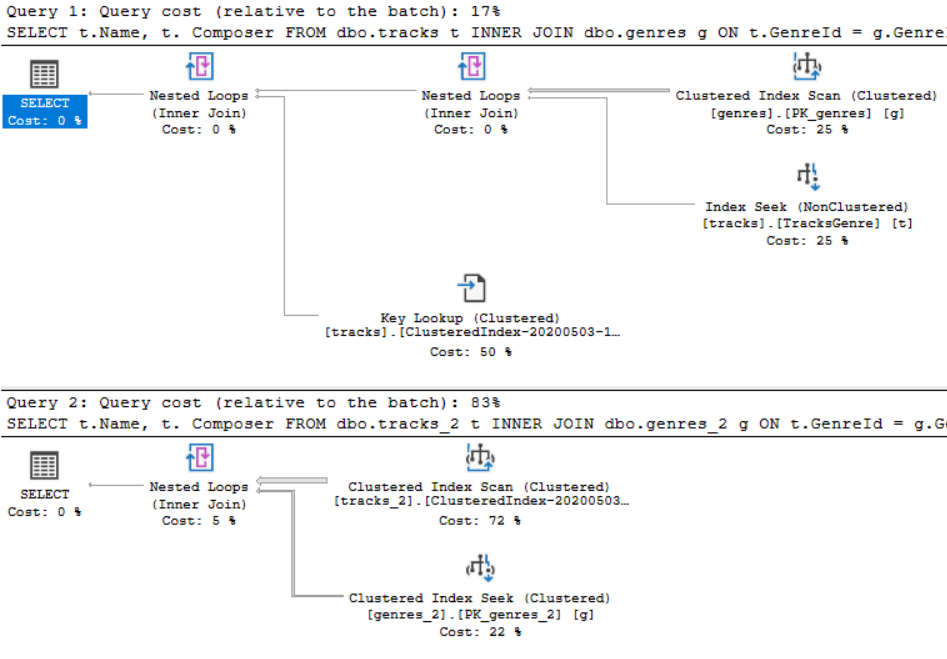 Query 1: Query cost (relative to the batch): 17%
SELECT t.Name, t. Composer FROM dbo.tracks t INNER JOIN dbo.genres g ON t.GenreId = g.Genre
SELECT
Cost: 0 %
Nested Loops
(Inner Join)
Cost: 0 %
Nested Loops
(Inner Join)
Cost: 0 %
Clustered Index Scan (Clustered)
[genres].[PK_genres] [g]
Cost: 25 %
Index Seek (NonClustered)
[tracks].[TracksGenre] [t]
Cost: 25 %
Key Lookup (Clustered)
[tracks].[ClusteredIndex-20200503-1…
Cost: 50 %
Query 2: Query cost (relative to the batch): 83%
SELECT t.Name, t. Composer FROM dbo.tracks_2 t INNER JOIN dbo.genres_2 g ON t.GenreId = g.G
SELECT
Cost: 0 %
Nested Loops
(Inner Join)
Cost: 5 %
Clustered Index Scan (Clustered)
[tracks_2].[ClusteredIndex-20200503…
Cost: 72 %
Clustered Index Seek (Clustered)
[genres_2].[PK_genres_2] [g]
Cost: 22 %